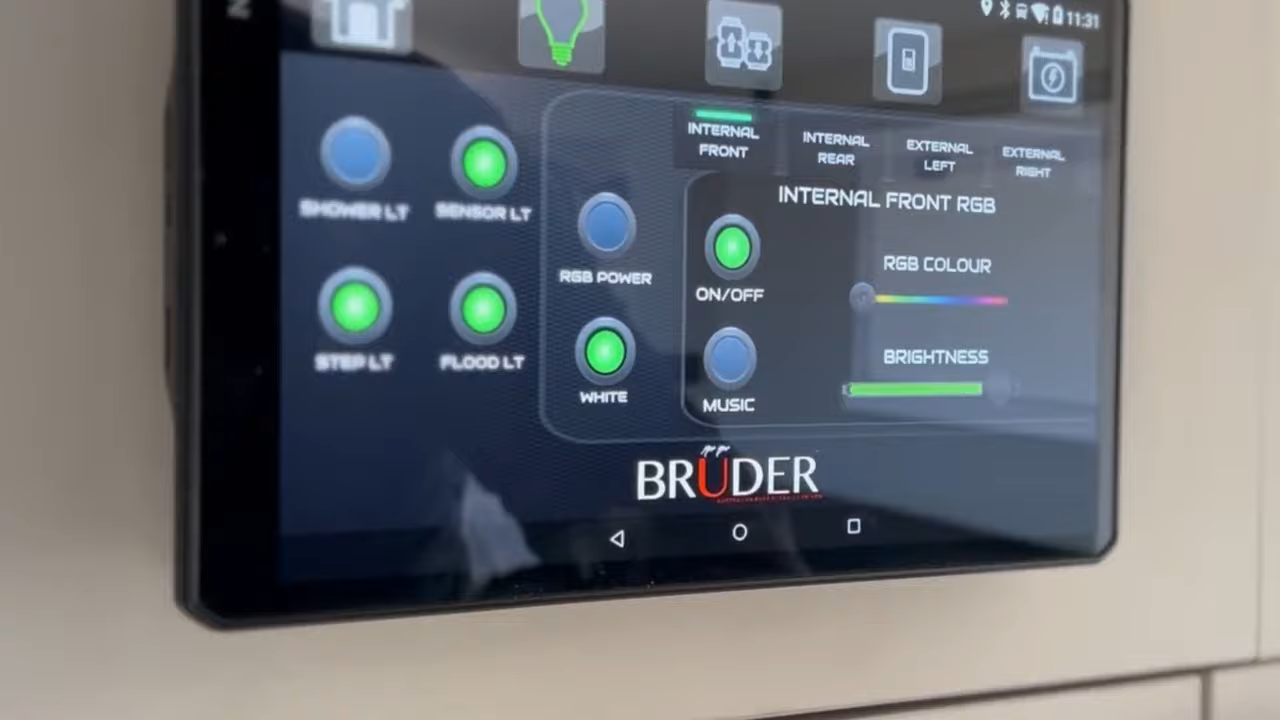 11:31
INTERNAL
FRONT
INTERNAL
REAR
EXTERNAL
LEFT
EXTERNAL
RIGHT
SHOWER LT
SENSOR LT
STEP LT
FLOOD LT
RGB POWER
WHITE
INTERNAL FRONT RGB
ON/OFF
MUSIC
RGB COLOUR
BRIGHTNESS
BRÜDER